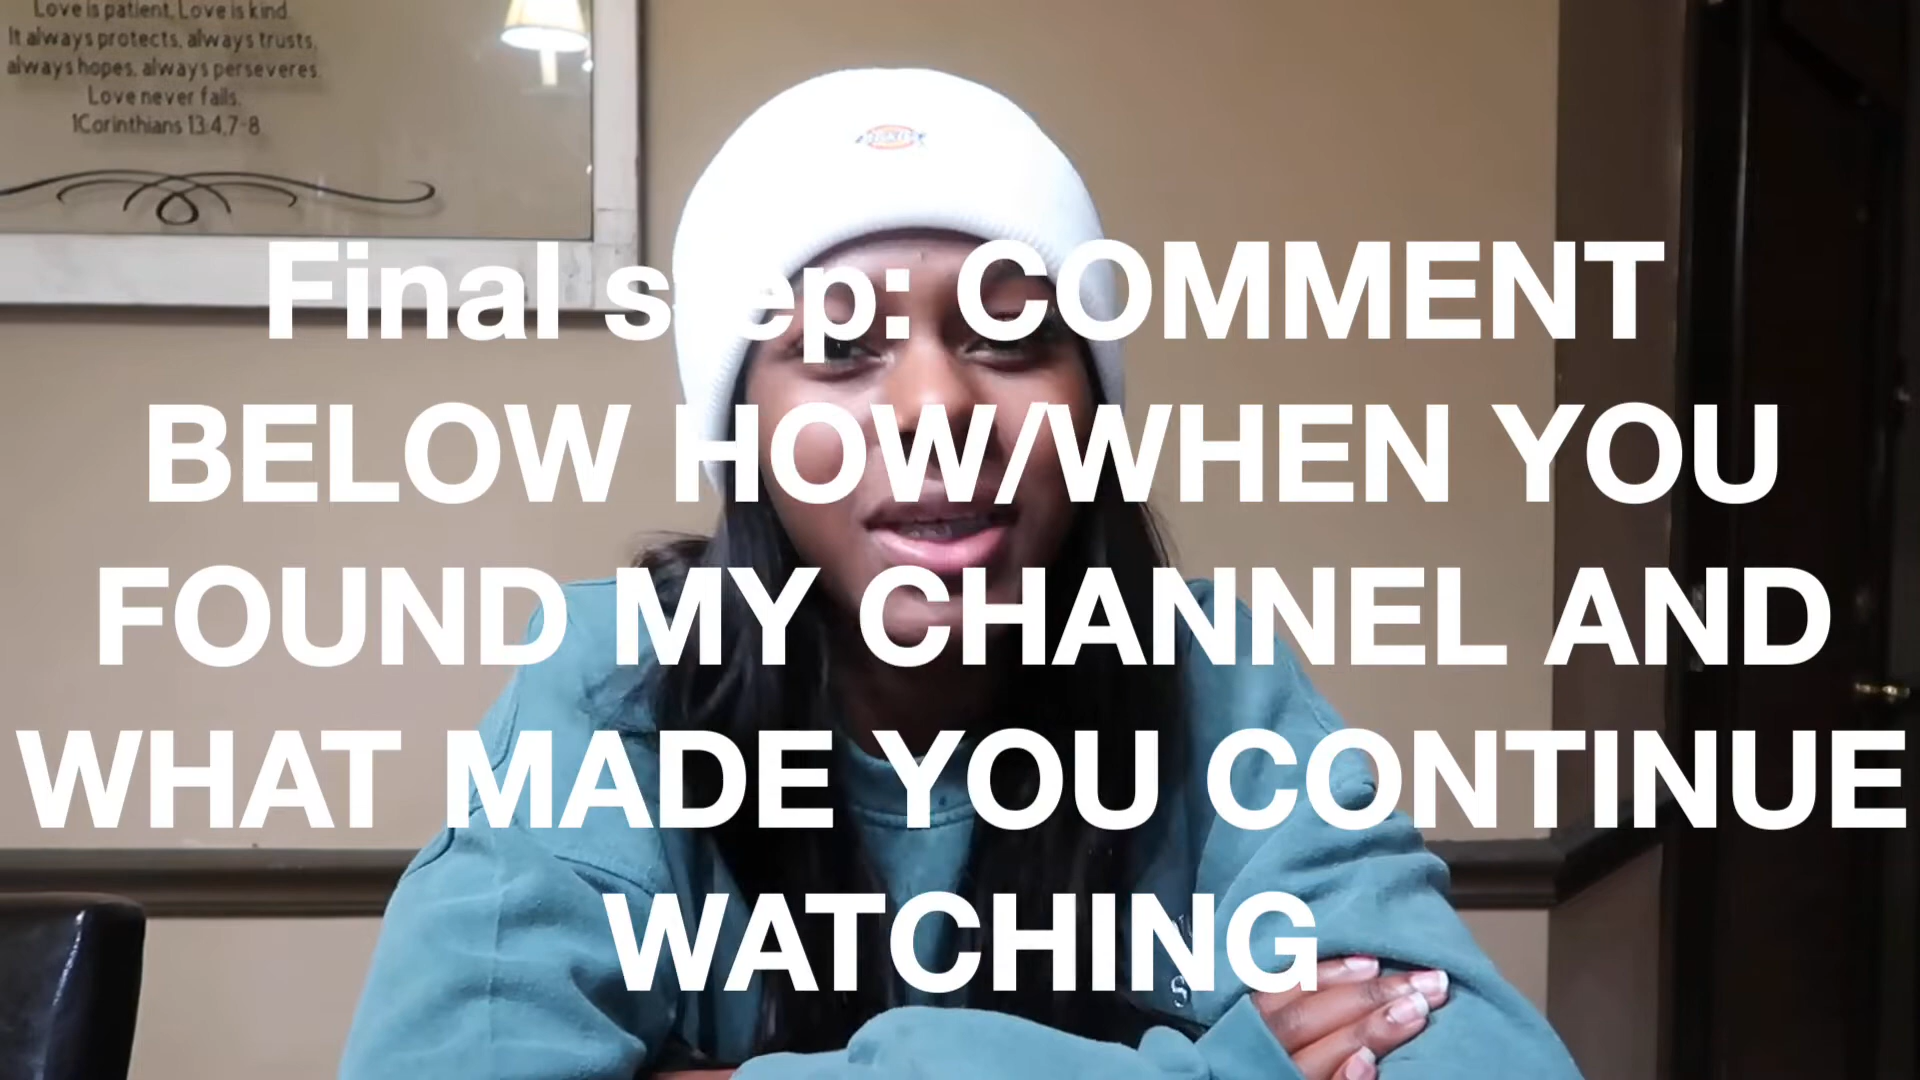 Love is patient, Love is kind.
It always protects, always trusts,
always hopes, always perseveres.
Love never fails.
1Corinthians 13:4,7-8
Dickies
Final step: COMMENT
BELOW HOW/WHEN YOU
FOUND MY CHANNEL AND
WHAT MADE YOU CONTINUE
WATCHING